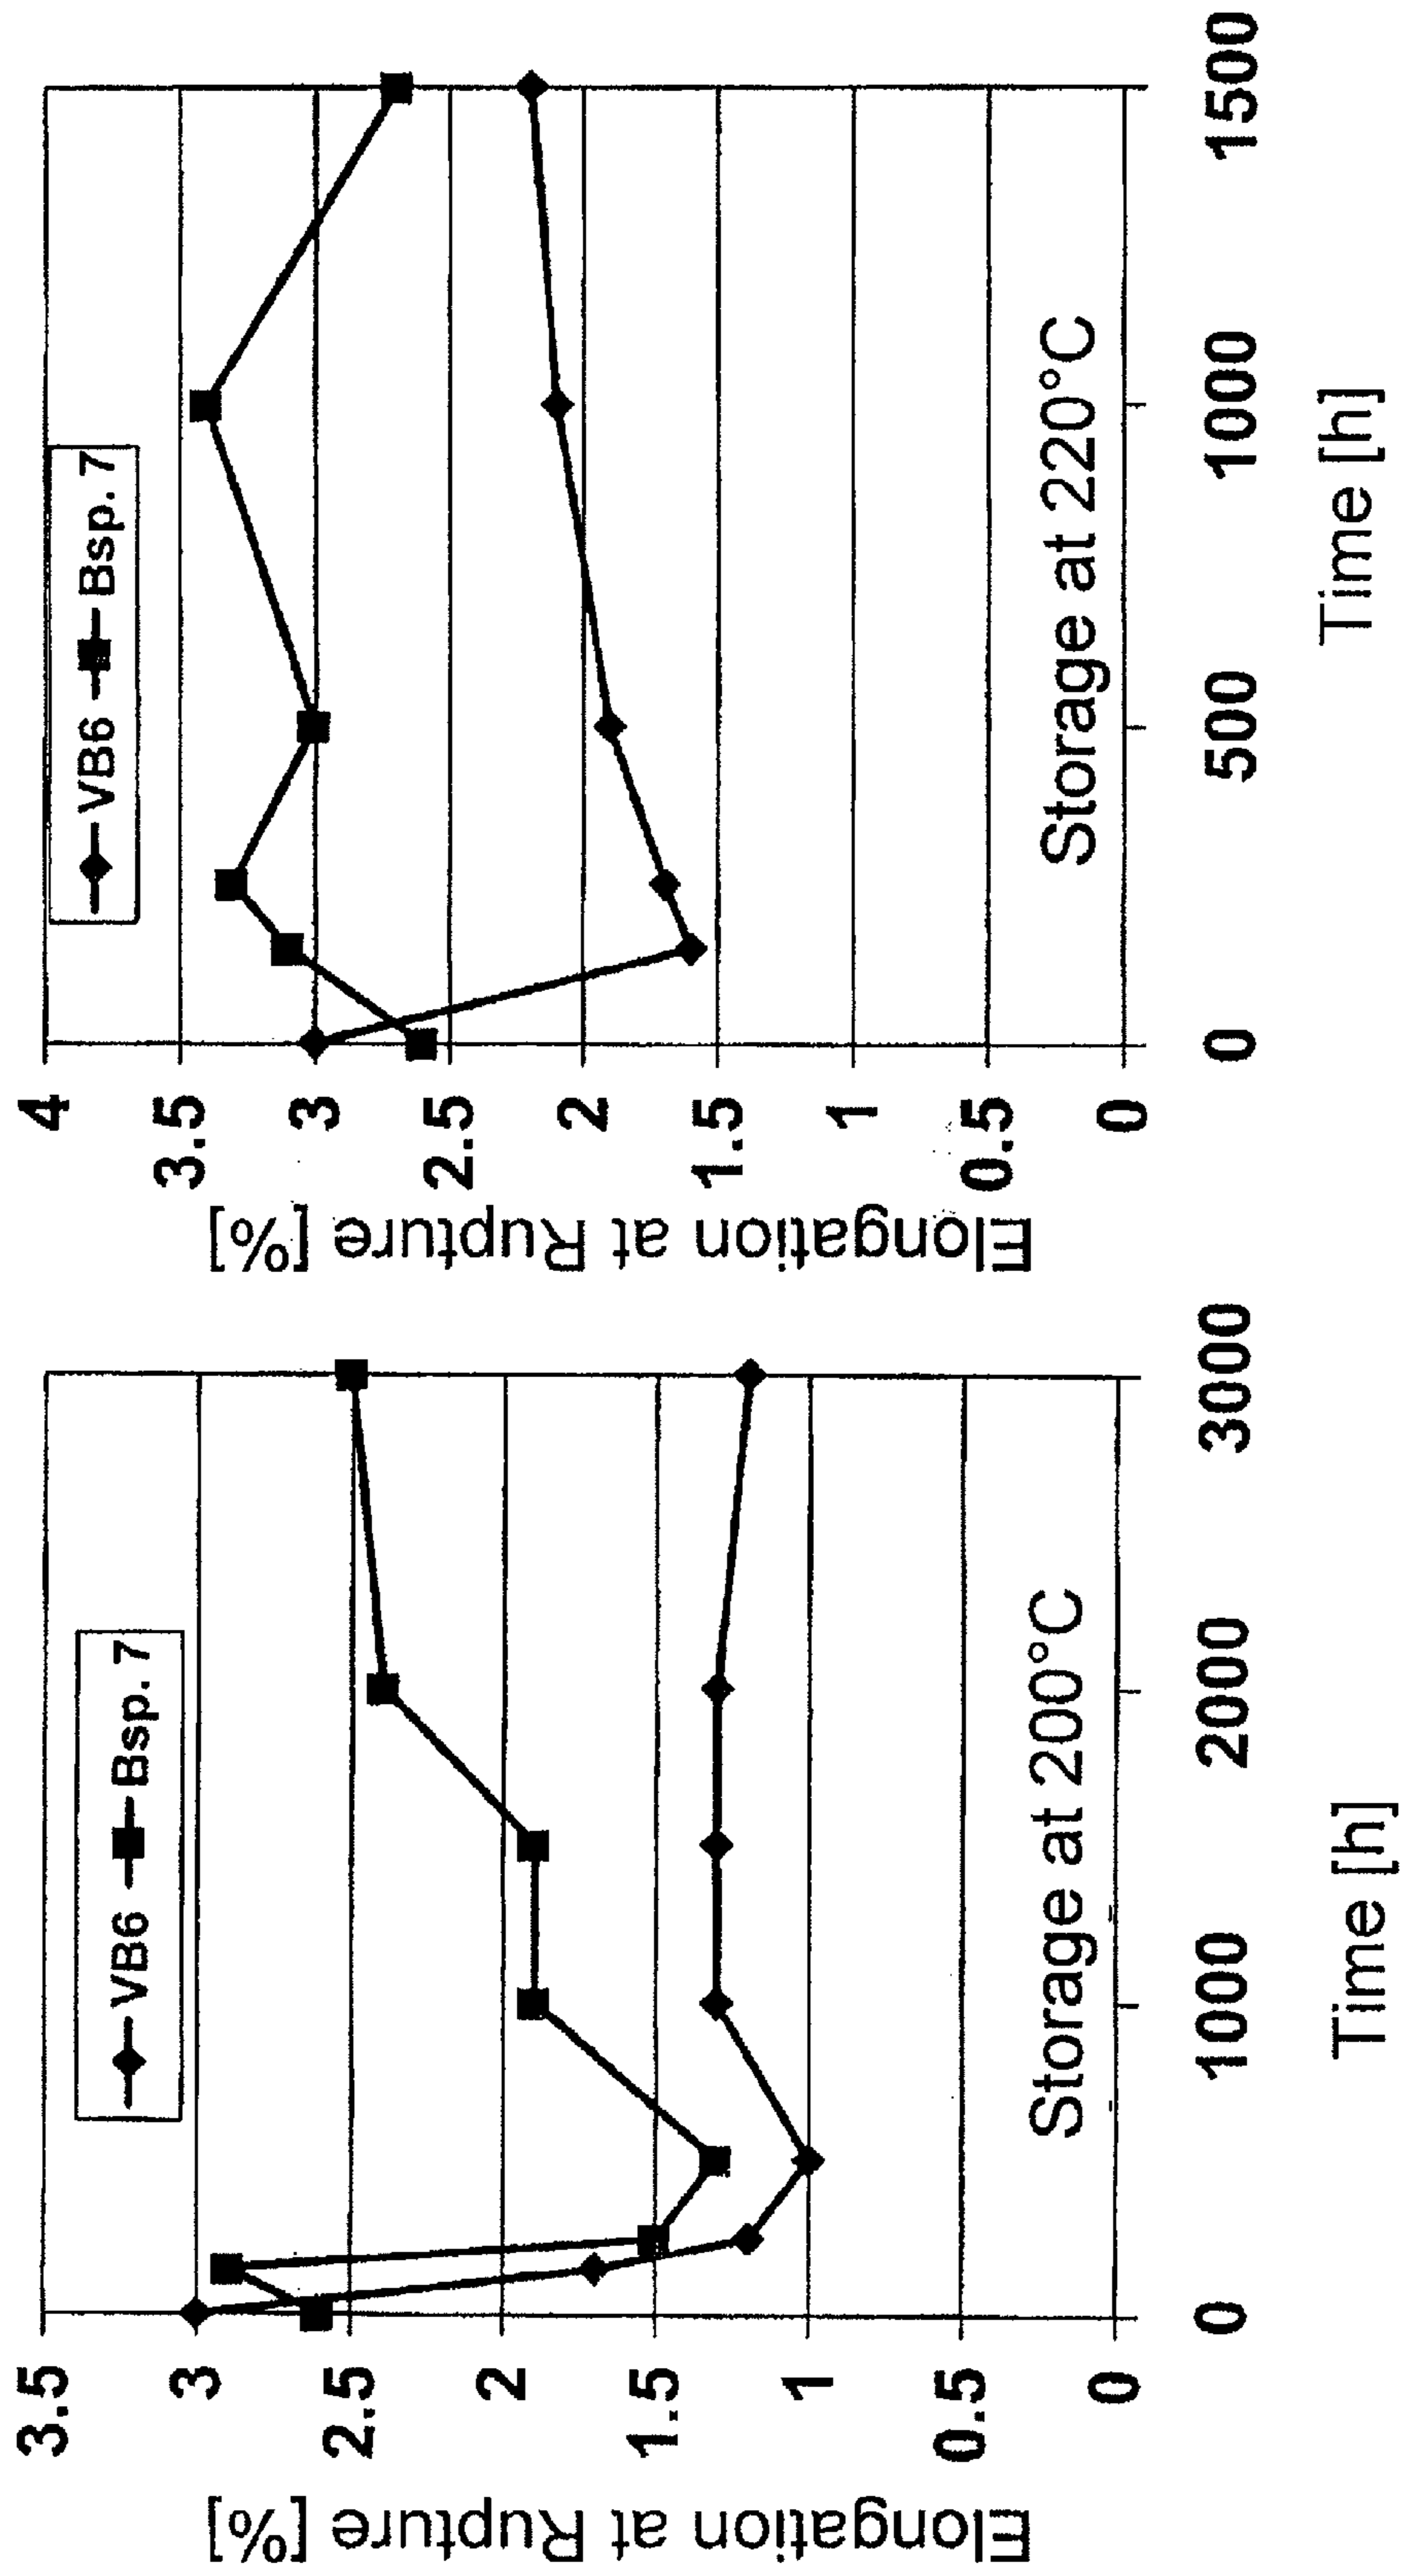 Elongation at Rupture [%]
3.5
3
2.5
2
1.5
1
0.5
0
VB6 Bsp. 7
Storage at 200°C
0 1000 2000 3000
Time [h]
Elongation at Rupture [%]
4
3.5
3
2.5
2
1.5
1
0.5
0
VB6 Bsp. 7
Storage at 220°C
0 500 1000 1500
Time [h]